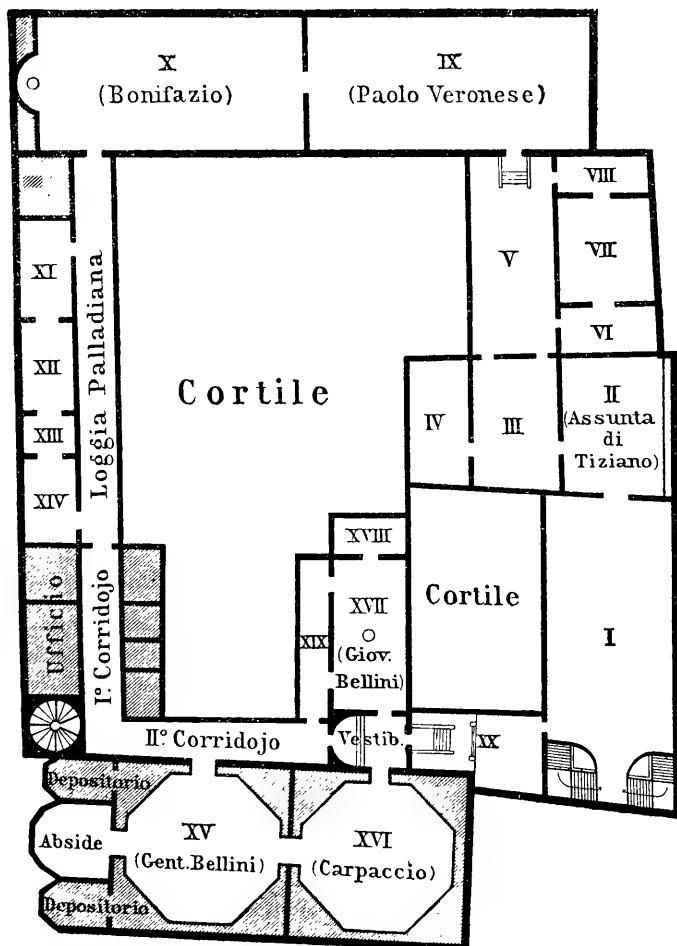 X
(Bonifazio)
IX
(Paolo Veronese)
VIII
VII
V
VI
XI
XII
XIII
XIV
Loggia Palladiana
Cortile
IV
III
II
(Assunta
di
Tiziano)
XVIII
XVII
(Giov.
Bellini)
XIX
Cortile
I
Ufficio
I.º Corridojo
II.º Corridojo
Vestib.
XX
Depositorio
Abside
Depositorio
XV
(Gent. Bellini)
XVI
(Carpaccio)